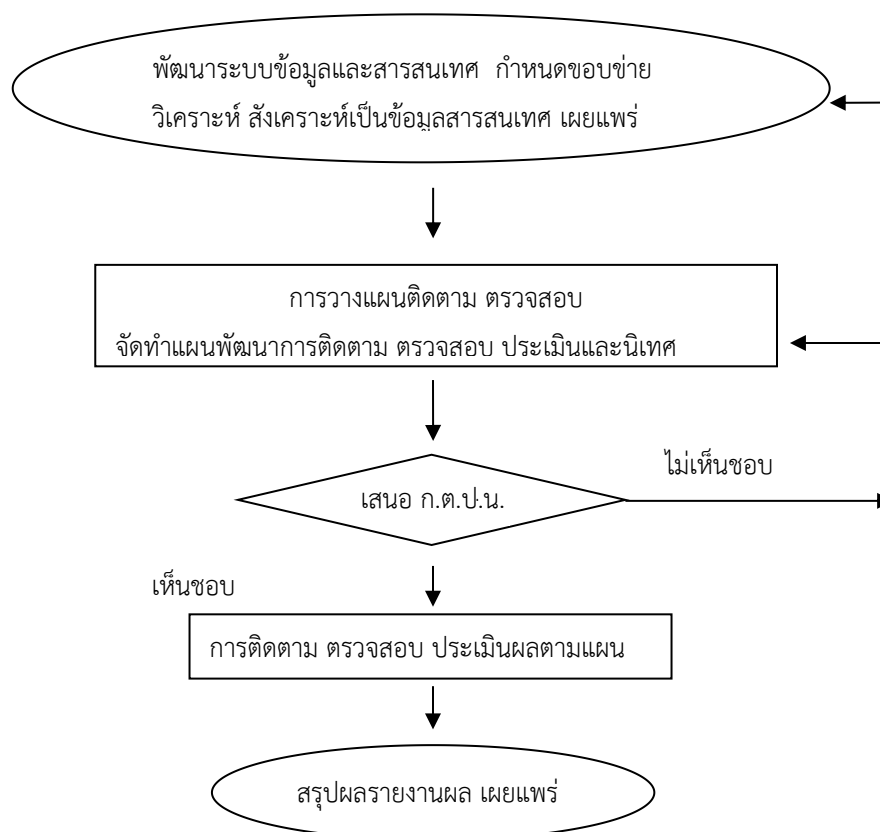 พัฒนาระบบข้อมูลและสารสนเทศ กำหนดขอบข่าย
วิเคราะห์ สังเคราะห์เป็นข้อมูลสารสนเทศ เผยแพร่
การวางแผนติดตาม ตรวจสอบ
จัดทำแผนพัฒนาการติดตาม ตรวจสอบ ประเมินและนิเทศ
ไม่เห็นชอบ
เสนอ ก.ต.ป.น.
เห็นชอบ
การติดตาม ตรวจสอบ ประเมินผลตามแผน
สรุปผลรายงานผล เผยแพร่